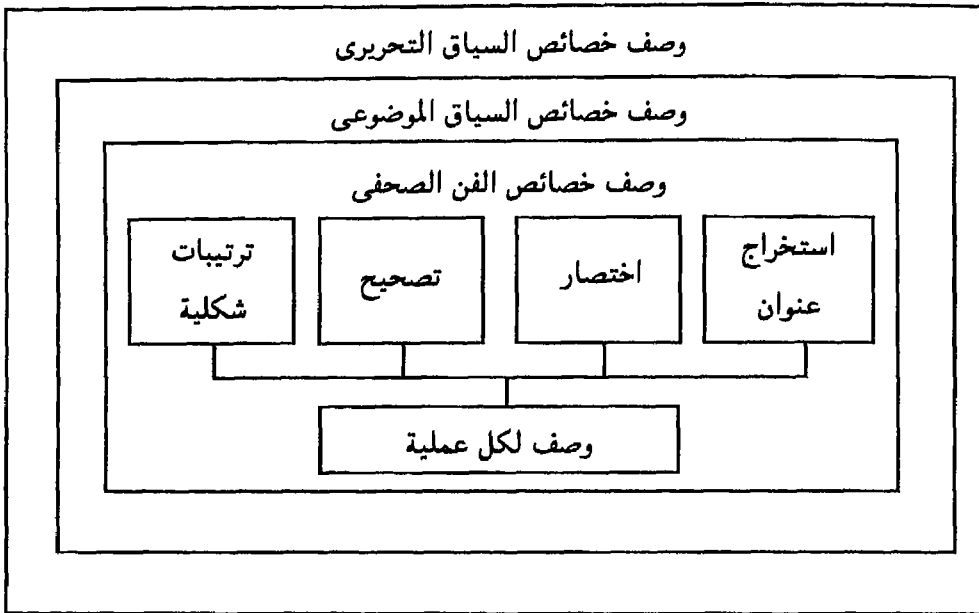 وصف خصائص السياق التحريرى
وصف خصائص السياق الموضوعى
وصف خصائص الفن الصحفى
استخراج
عنوان
اختصار
تصحيح
ترتيبات
شكلية
وصف لكل عملية